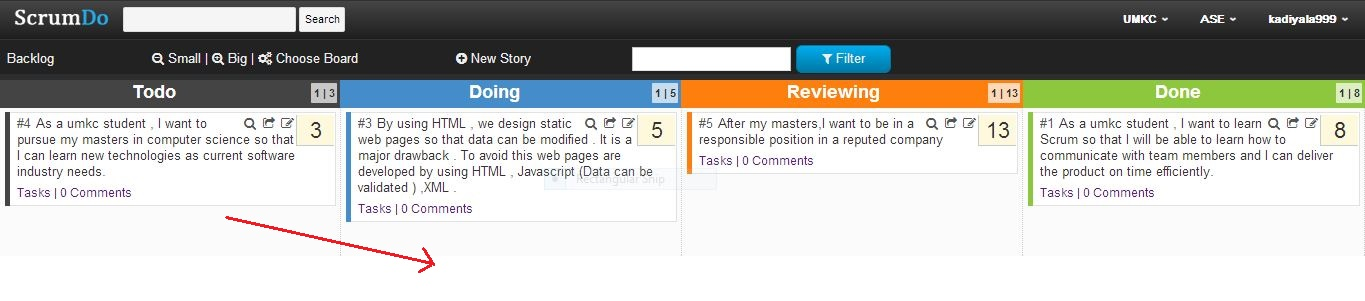 ScrumDo Search UMKC ASE kadiyala999
Backlog Small | Big | Choose Board New Story Filter
Todo 1 | 3
#4 As a umkc student , I want to
pursue my masters in computer science so that
I can learn new technologies as current software
industry needs.
3
Tasks | 0 Comments
Doing 1 | 5
#3 By using HTML , we design static
web pages so that data can be modified . It is a
major drawback . To avoid this web pages are
developed by using HTML , Javascript (Data can be
validated ) ,XML .
5
Tasks | 0 Comments
Rectangular Snip
Reviewing 1 | 13
#5 After my masters,I want to be in a
responsible position in a reputed company
13
Tasks | 0 Comments
Done 1 | 8
#1 As a umkc student , I want to learn
Scrum so that I will be able to learn how to
communicate with team members and I can deliver
the product on time efficiently.
8
Tasks | 0 Comments